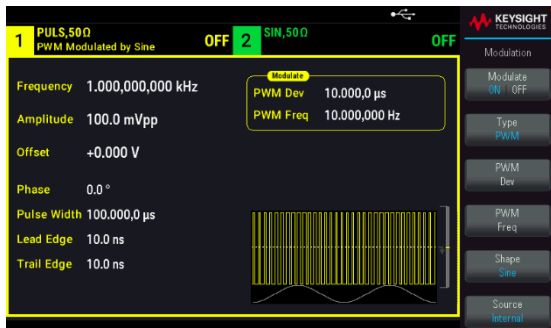 1 PULS,50Ω OFF
PWM Modulated by Sine
2 SIN,50Ω OFF
KEYSIGHT
TECHNOLOGIES
Frequency 1.000,000,000 kHz
Amplitude 100.0 mVpp
Offset +0.000 V
Phase 0.0 °
Pulse Width 100.000,0 µs
Lead Edge 10.0 ns
Trail Edge 10.0 ns
Modulate
PWM Dev 10.000,0 µs
PWM Freq 10.000,000 Hz
Modulation
Modulate
ON OFF
Type
PWM
PWM
Dev
PWM
Freq
Shape
Sine
Source
Internal